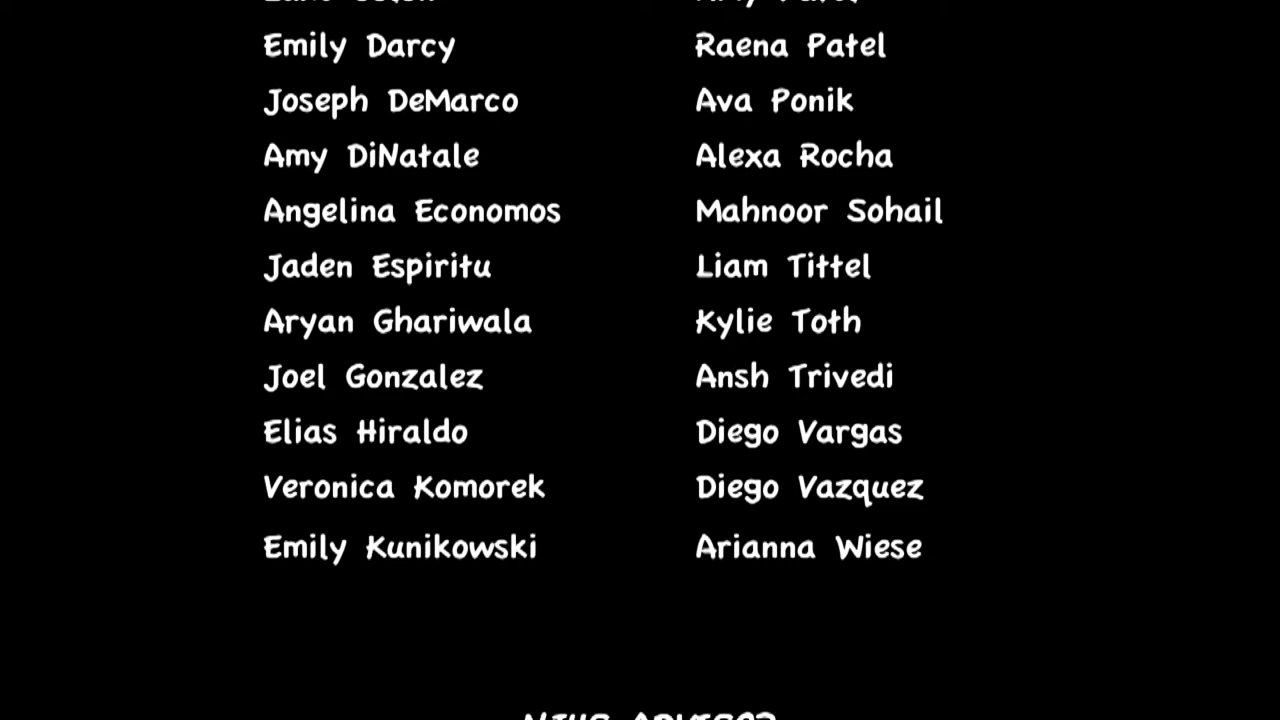 Emily Darcy
Joseph DeMarco
Amy DiNatale
Angelina Economos
Jaden Espiritu
Aryan Ghariwala
Joel Gonzalez
Elias Hiraldo
Veronica Komorek
Emily Kunikowski
Raena Patel
Ava Ponik
Alexa Rocha
Mahnoor Sohail
Liam Tittel
Kylie Toth
Ansh Trivedi
Diego Vargas
Diego Vazquez
Arianna Wiese